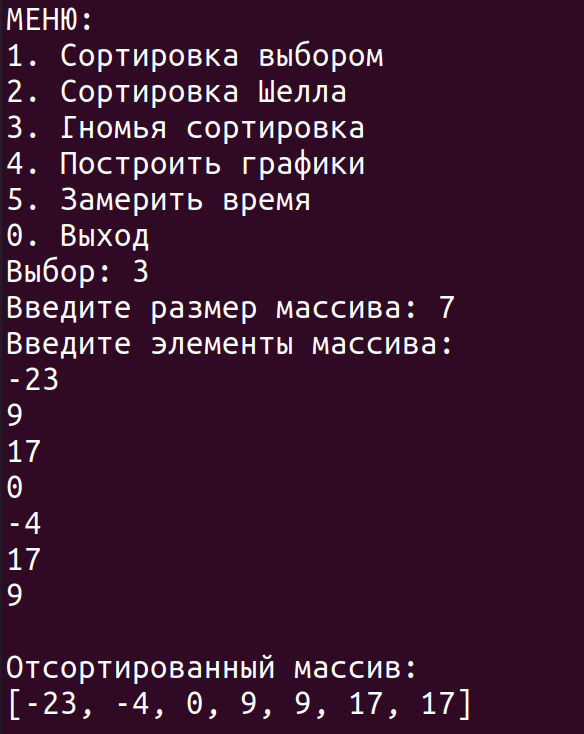 МЕНЮ:
1. Сортировка выбором
2. Сортировка Шелла
3. Гномья сортировка
4. Построить графики
5. Замерить время
0. Выход
Выбор: 3
Введите размер массива: 7
Введите элементы массива:
-23
9
17
0
-4
17
9
Отсортированный массив:
[-23, -4, 0, 9, 9, 17, 17]